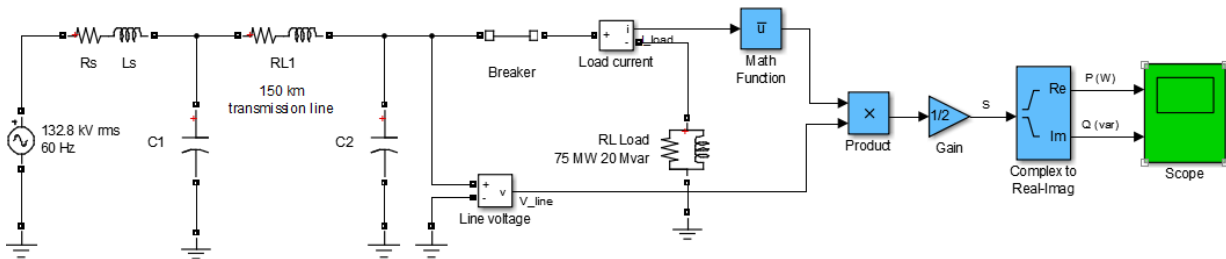 Rs
Ls
RL1
150 km
transmission line
132.8 kV rms
60 Hz
C1
C2
Breaker
+
-
i
I_load
Load current
u
Math
Function
RL Load
75 MW 20 Mvar
+
-
v
V_line
Line voltage
×
Product
1/2
Gain
s
Re
Im
Complex to
Real-Imag
P (W)
Q (var)
Scope